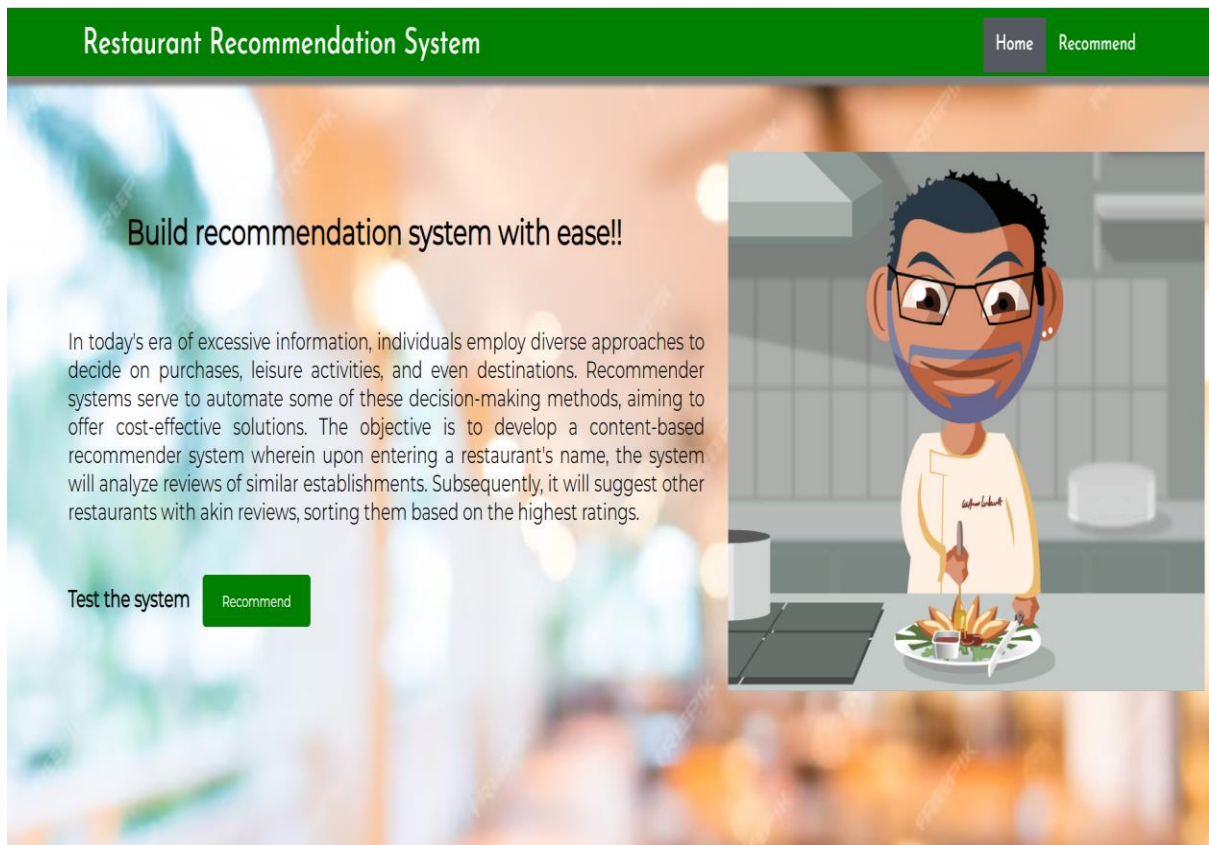 Restaurant Recommendation System
Home
Recommend
Build recommendation system with ease!!
In today's era of excessive information, individuals employ diverse approaches to
decide on purchases, leisure activities, and even destinations. Recommender
systems serve to automate some of these decision-making methods, aiming to
offer cost-effective solutions. The objective is to develop a content-based
recommender system wherein upon entering a restaurant's name, the system
will analyze reviews of similar establishments. Subsequently, it will suggest other
restaurants with akin reviews, sorting them based on the highest ratings.
Test the system
Recommend
FREEPIK
FREEPIK
FREEPIK
FREEPIK